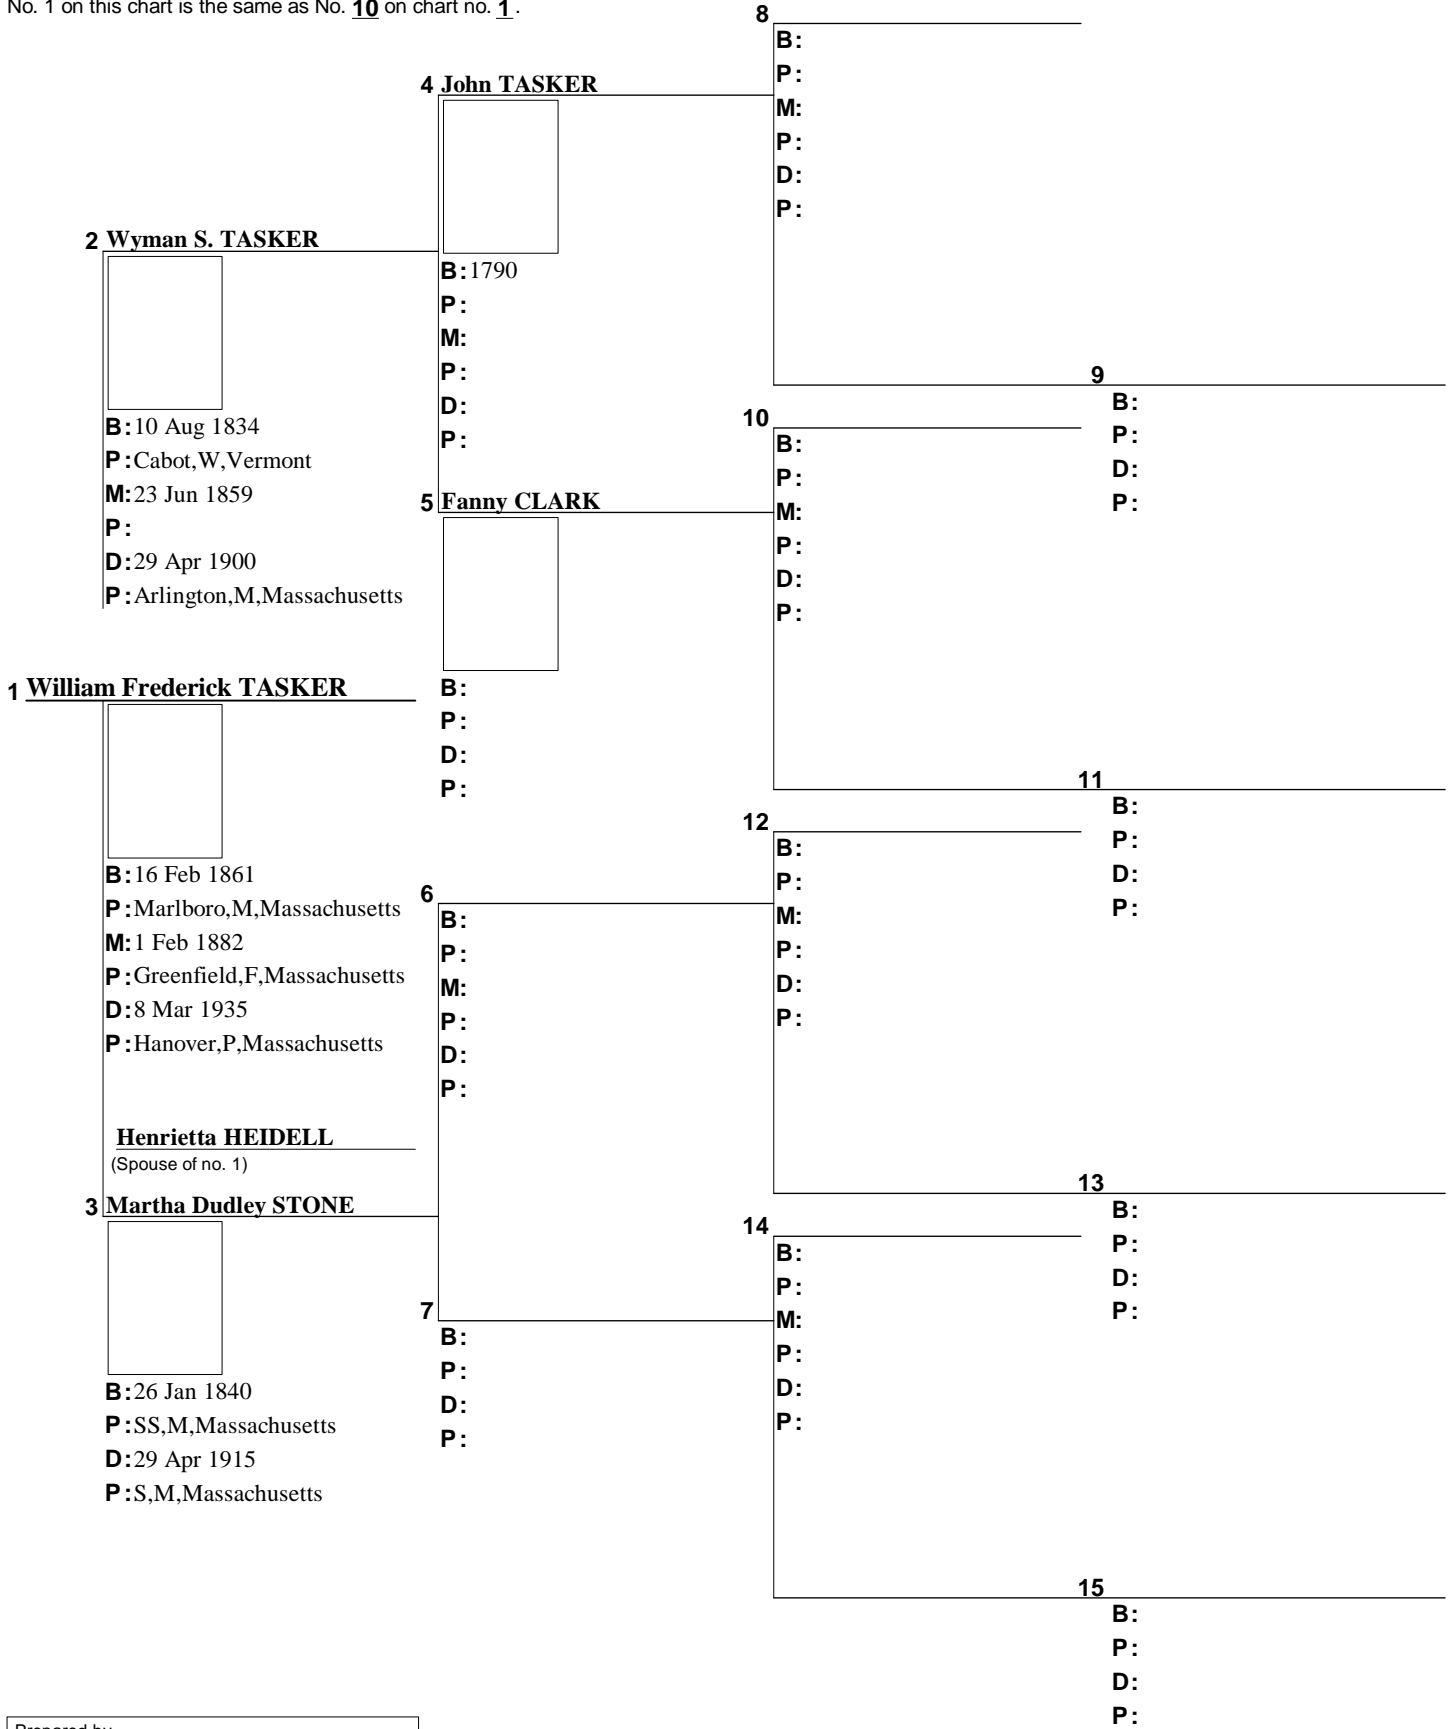 No. 1 on this chart is the same as No. 10 on chart no. 1.
8
B:
P:
M:
P:
D:
P:
4 John TASKER
B: 1790
P:
M:
P:
D:
P:
2 Wyman S. TASKER
B: 10 Aug 1834
P: Cabot,W,Vermont
M: 23 Jun 1859
P:
D: 29 Apr 1900
P: Arlington,M,Massachusetts
9
B:
P:
D:
P:
10
B:
P:
M:
P:
D:
P:
5 Fanny CLARK
B:
P:
D:
P:
11
B:
P:
D:
P:
1 William Frederick TASKER
B: 16 Feb 1861
P: Marlboro,M,Massachusetts
M: 1 Feb 1882
P: Greenfield,F,Massachusetts
D: 8 Mar 1935
P: Hanover,P,Massachusetts
Henrietta HEIDELL
(Spouse of no. 1)
12
B:
P:
M:
P:
D:
P:
6
B:
P:
M:
P:
D:
P:
13
B:
P:
D:
P:
3 Martha Dudley STONE
B: 26 Jan 1840
P: SS,M,Massachusetts
D: 29 Apr 1915
P: S,M,Massachusetts
14
B:
P:
M:
P:
D:
P:
7
B:
P:
D:
P:
15
B:
P:
D:
P:
Prepared by